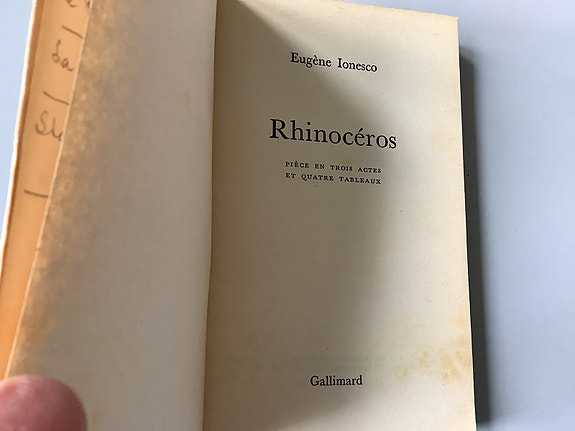 Eugène Ionesco
Rhinocéros
PIÈCE EN TROIS ACTES
ET QUATRE TABLEAUX
Gallimard